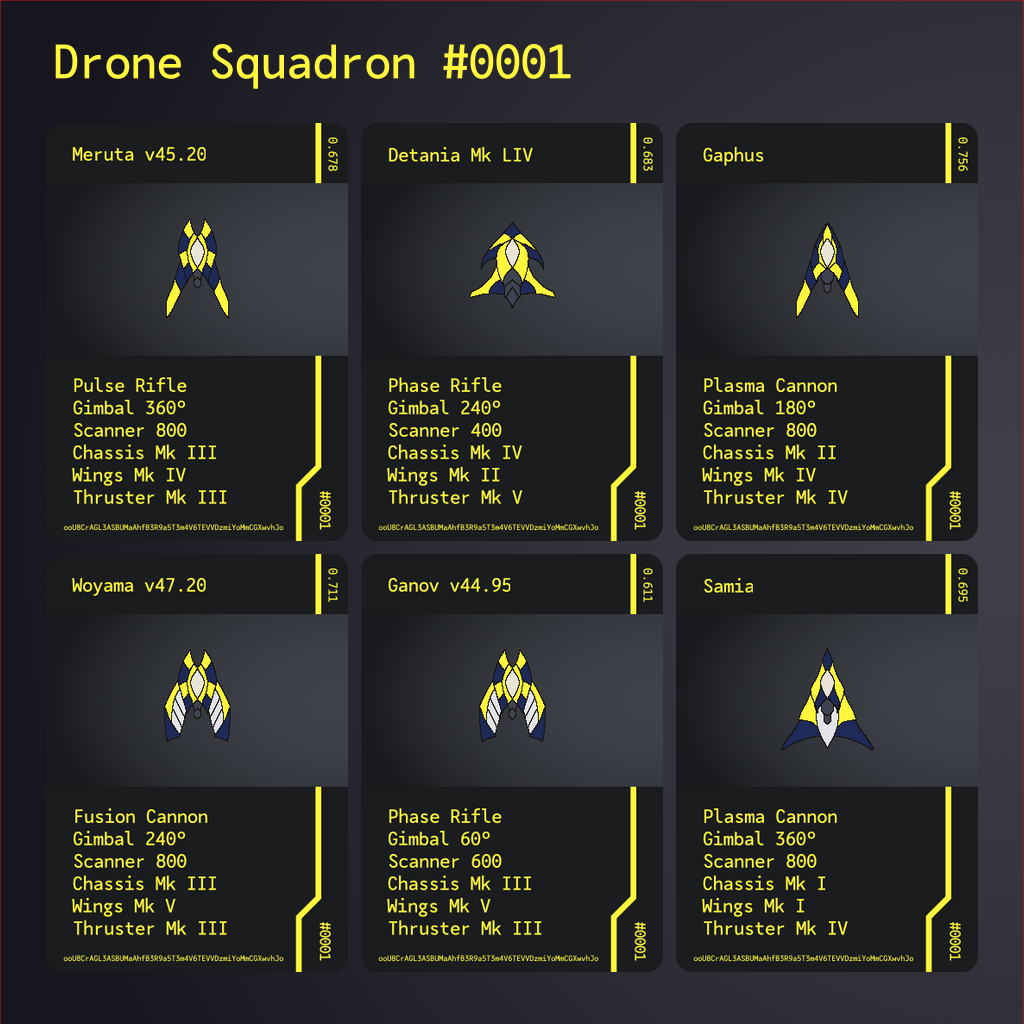 Drone Squadron #0001
Meruta v45.20
0.678
Pulse Rifle
Gimbal 360º
Scanner 800
Chassis Mk III
Wings Mk IV
Thruster Mk III
#0001
ooU8CrAGL3ASBUMaAhfB3R9a5T3m4V6TEVVDzmiYoMmCGXwvhJo
Detania Mk LIV
0.683
Phase Rifle
Gimbal 240º
Scanner 400
Chassis Mk IV
Wings Mk II
Thruster Mk V
#0001
ooU8CrAGL3ASBUMaAhfB3R9a5T3m4V6TEVVDzmiYoMmCGXwvhJo
Gaphus
0.756
Plasma Cannon
Gimbal 180º
Scanner 800
Chassis Mk II
Wings Mk IV
Thruster Mk IV
#0001
ooU8CrAGL3ASBUMaAhfB3R9a5T3m4V6TEVVDzmiYoMmCGXwvhJo
Woyama v47.20
0.711
Fusion Cannon
Gimbal 240º
Scanner 800
Chassis Mk III
Wings Mk V
Thruster Mk III
#0001
ooU8CrAGL3ASBUMaAhfB3R9a5T3m4V6TEVVDzmiYoMmCGXwvhJo
Ganov v44.95
0.611
Phase Rifle
Gimbal 60º
Scanner 600
Chassis Mk III
Wings Mk V
Thruster Mk III
#0001
ooU8CrAGL3ASBUMaAhfB3R9a5T3m4V6TEVVDzmiYoMmCGXwvhJo
Samia
0.695
Plasma Cannon
Gimbal 360º
Scanner 800
Chassis Mk I
Wings Mk I
Thruster Mk IV
#0001
ooU8CrAGL3ASBUMaAhfB3R9a5T3m4V6TEVVDzmiYoMmCGXwvhJo